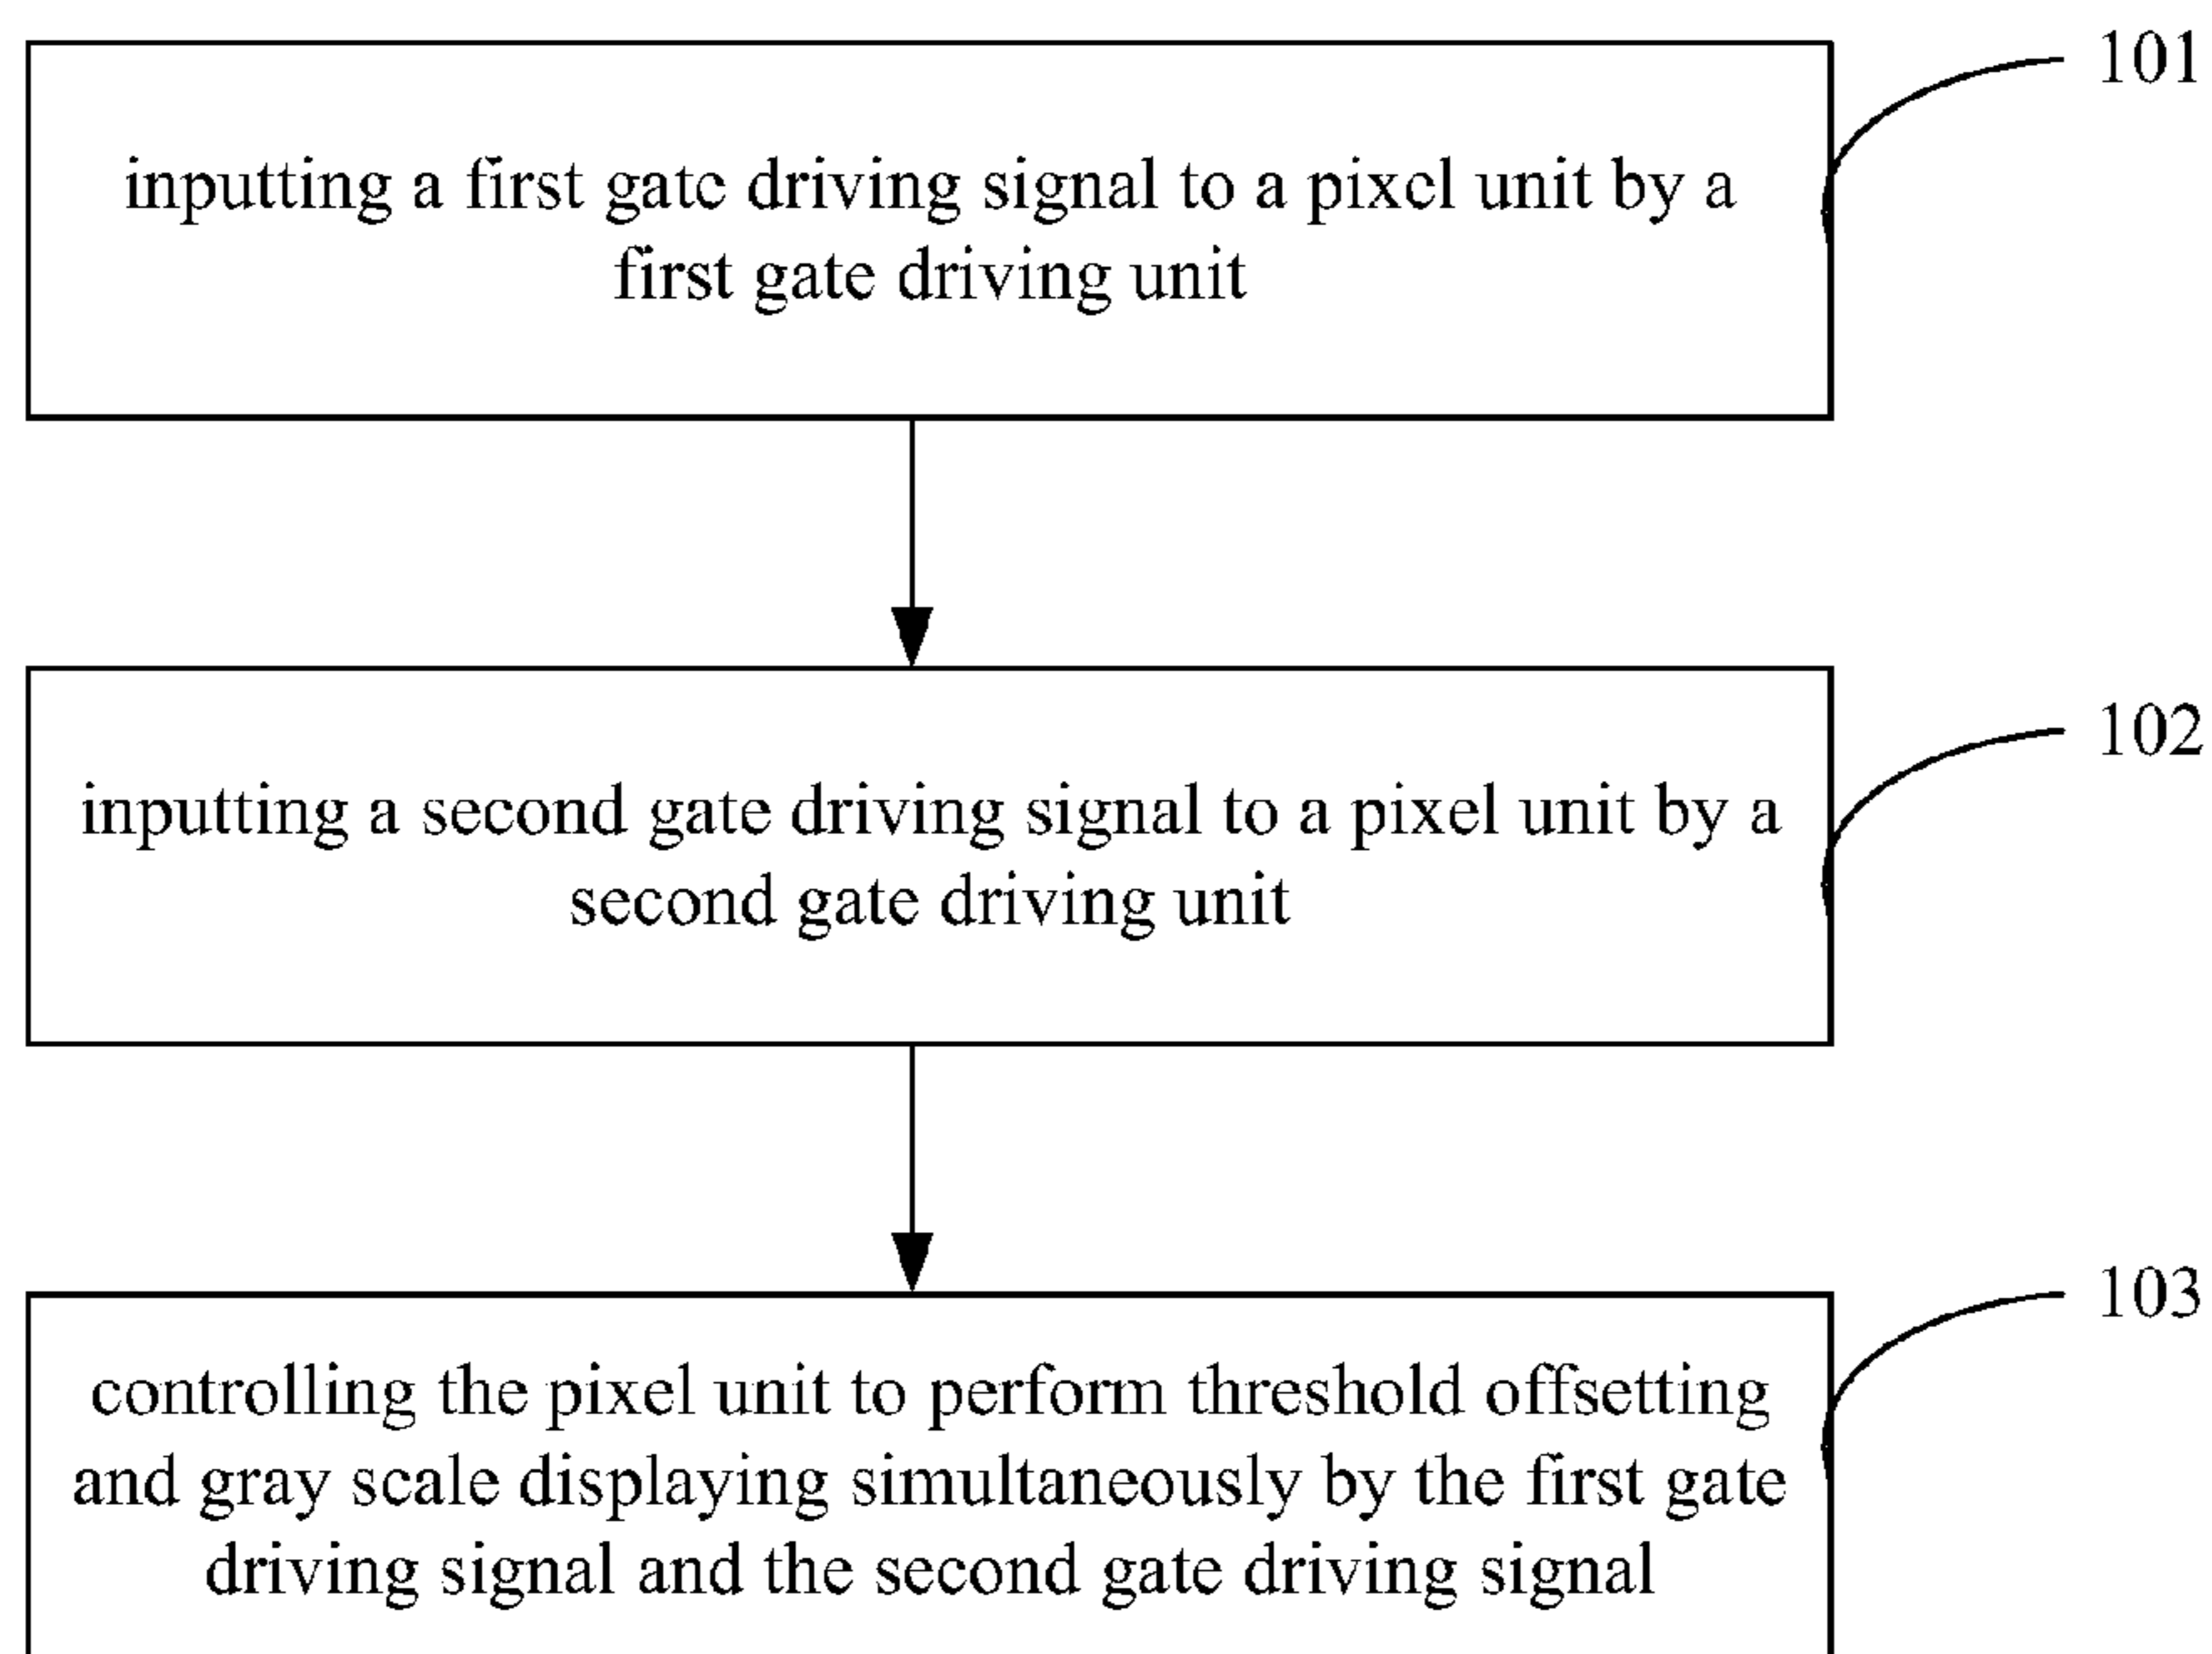 101
inputting a first gate driving signal to a pixel unit by a
first gate driving unit
102
inputting a second gate driving signal to a pixel unit by a
second gate driving unit
103
controlling the pixel unit to perform threshold offsetting
and gray scale displaying simultaneously by the first gate
driving signal and the second gate driving signal